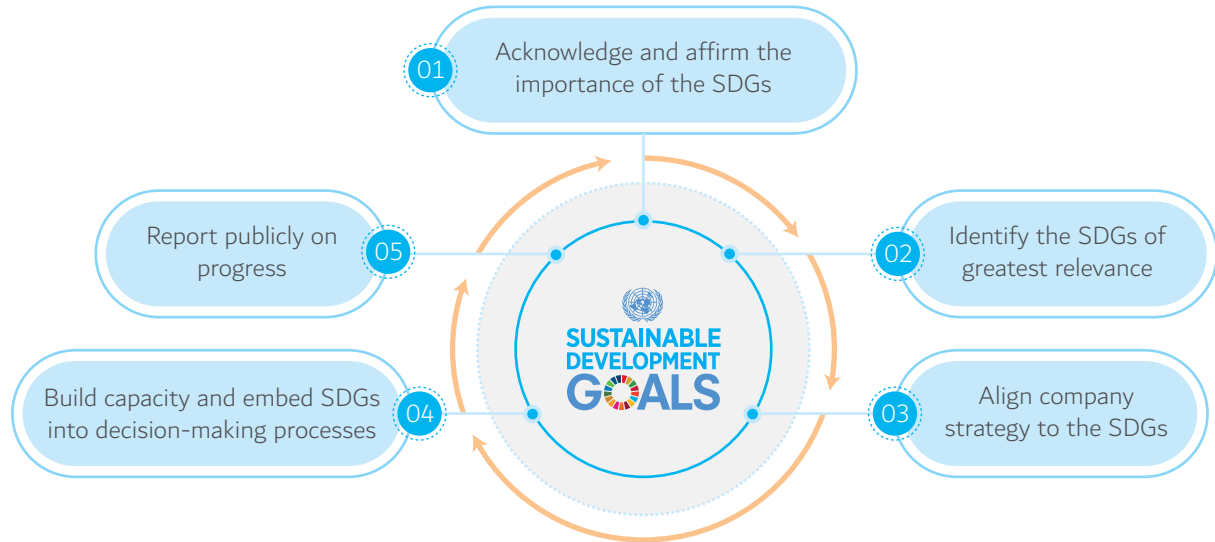 01
Acknowledge and affirm the
importance of the SDGs
02
Identify the SDGs of
greatest relevance
03
Align company
strategy to the SDGs
04
Build capacity and embed SDGs
into decision-making processes
05
Report publicly on
progress
SUSTAINABLE
DEVELOPMENT
GOALS